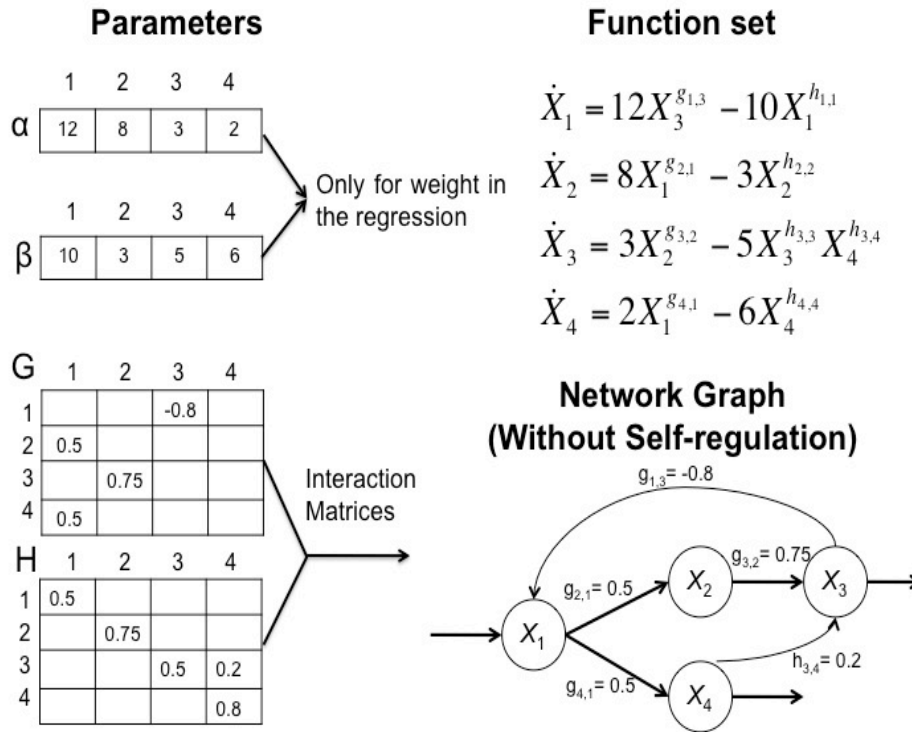 Parameters
1 2 3 4
α 12 8 3 2
1 2 3 4
β 10 3 5 6
Only for weight in
the regression
G 1 2 3 4
1 -0.8
2 0.5
3 0.75
4 0.5
H 1 2 3 4
1 0.5
2 0.75
3 0.5 0.2
4 0.8
Interaction
Matrices
Function set
Ẋ₁ = 12X₃^{g₁,₃} − 10X₁^{h₁,₁}
Ẋ₂ = 8X₁^{g₂,₁} − 3X₂^{h₂,₂}
Ẋ₃ = 3X₂^{g₃,₂} − 5X₃^{h₃,₃} X₄^{h₃,₄}
Ẋ₄ = 2X₁^{g₄,₁} − 6X₄^{h₄,₄}
Network Graph
(Without Self-regulation)
g₁,₃= -0.8
g₃,₂= 0.75
X₂
X₃
g₂,₁= 0.5
X₁
h₃,₄= 0.2
g₄,₁= 0.5
X₄